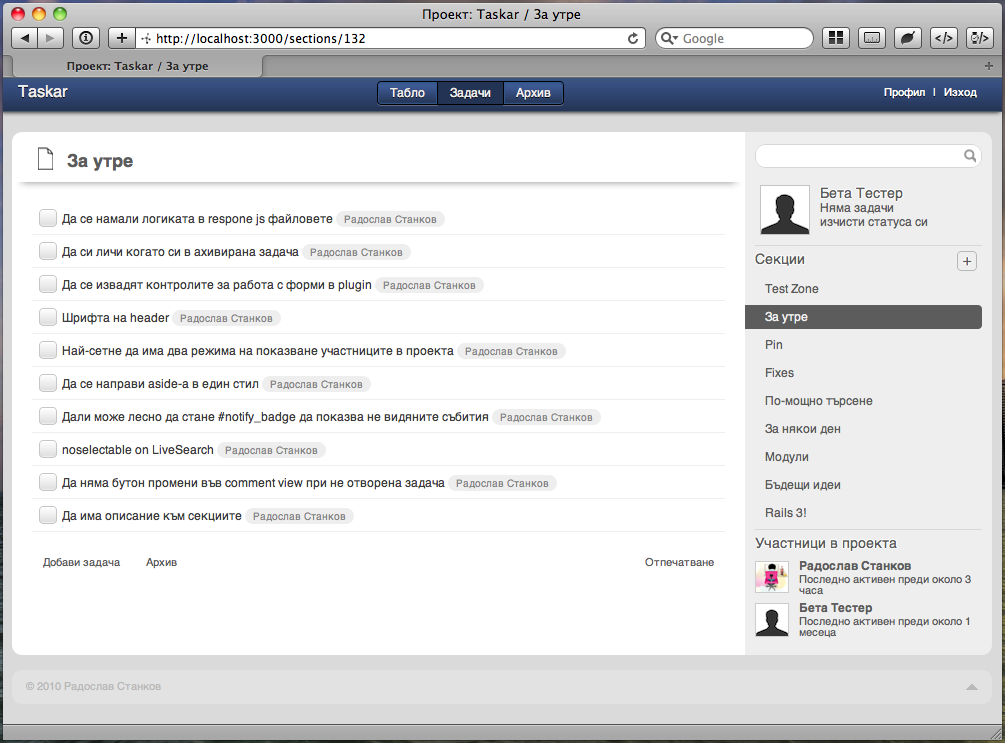 Проект: Taskar / За утре
http://localhost:3000/sections/132
Google
Проект: Taskar / За утре
Taskar
Табло
Задачи
Архив
Профил | Изход
За утре
Да се намали логиката в respone js файловете Радослав Станков
Да си личи когато си в ахивирана задача Радослав Станков
Да се извадят контролите за работа с форми в plugin Радослав Станков
Шрифта на header Радослав Станков
Най-сетне да има два режима на показване участниците в проекта Радослав Станков
Да се направи aside-а в един стил Радослав Станков
Дали може лесно да стане #notify_badge да показва не видяните събития Радослав Станков
noselectable on LiveSearch Радослав Станков
Да няма бутон промени във comment view при не отворена задача Радослав Станков
Да има описание към секциите Радослав Станков
Добави задача
Архив
Отпечатване
Бета Тестер
Няма задачи
изчисти статуса си
Секции
Test Zone
За утре
Pin
Fixes
По-мощно търсене
За някои ден
Модули
Бъдещи идеи
Rails 3!
Участници в проекта
Радослав Станков
Последно активен преди около 3
часа
Бета Тестер
Последно активен преди около 1
месеца
© 2010 Радослав Станков